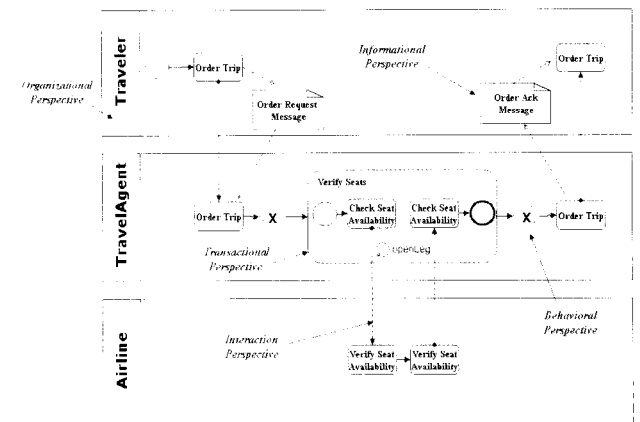 Traveler
Order Trip
Informational
Perspective
Order Trip
Organizational
Perspective
Order Request
Message
Order Ack
Message
TravelAgent
Verify Seats
Order Trip
X
Check Seat
Availability
Check Seat
Availability
X
Order Trip
openLeg
Transactional
Perspective
Airline
Interaction
Perspective
Behavioral
Perspective
Verify Seat
Availability
Verify Seat
Availability